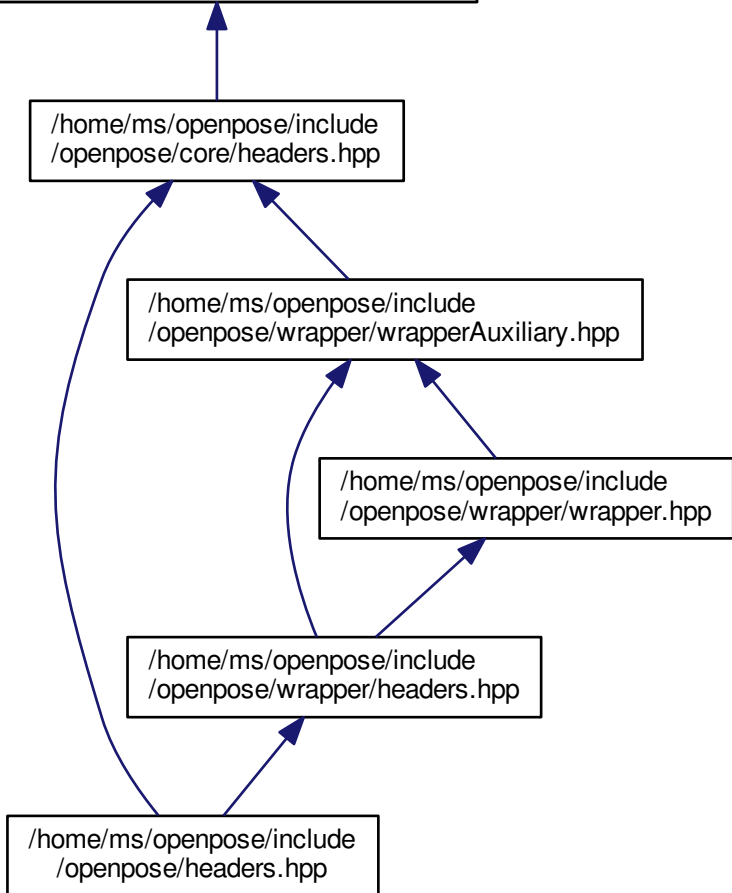 /home/ms/openpose/include
/openpose/core/headers.hpp
/home/ms/openpose/include
/openpose/wrapper/wrapperAuxiliary.hpp
/home/ms/openpose/include
/openpose/wrapper/wrapper.hpp
/home/ms/openpose/include
/openpose/wrapper/headers.hpp
/home/ms/openpose/include
/openpose/headers.hpp